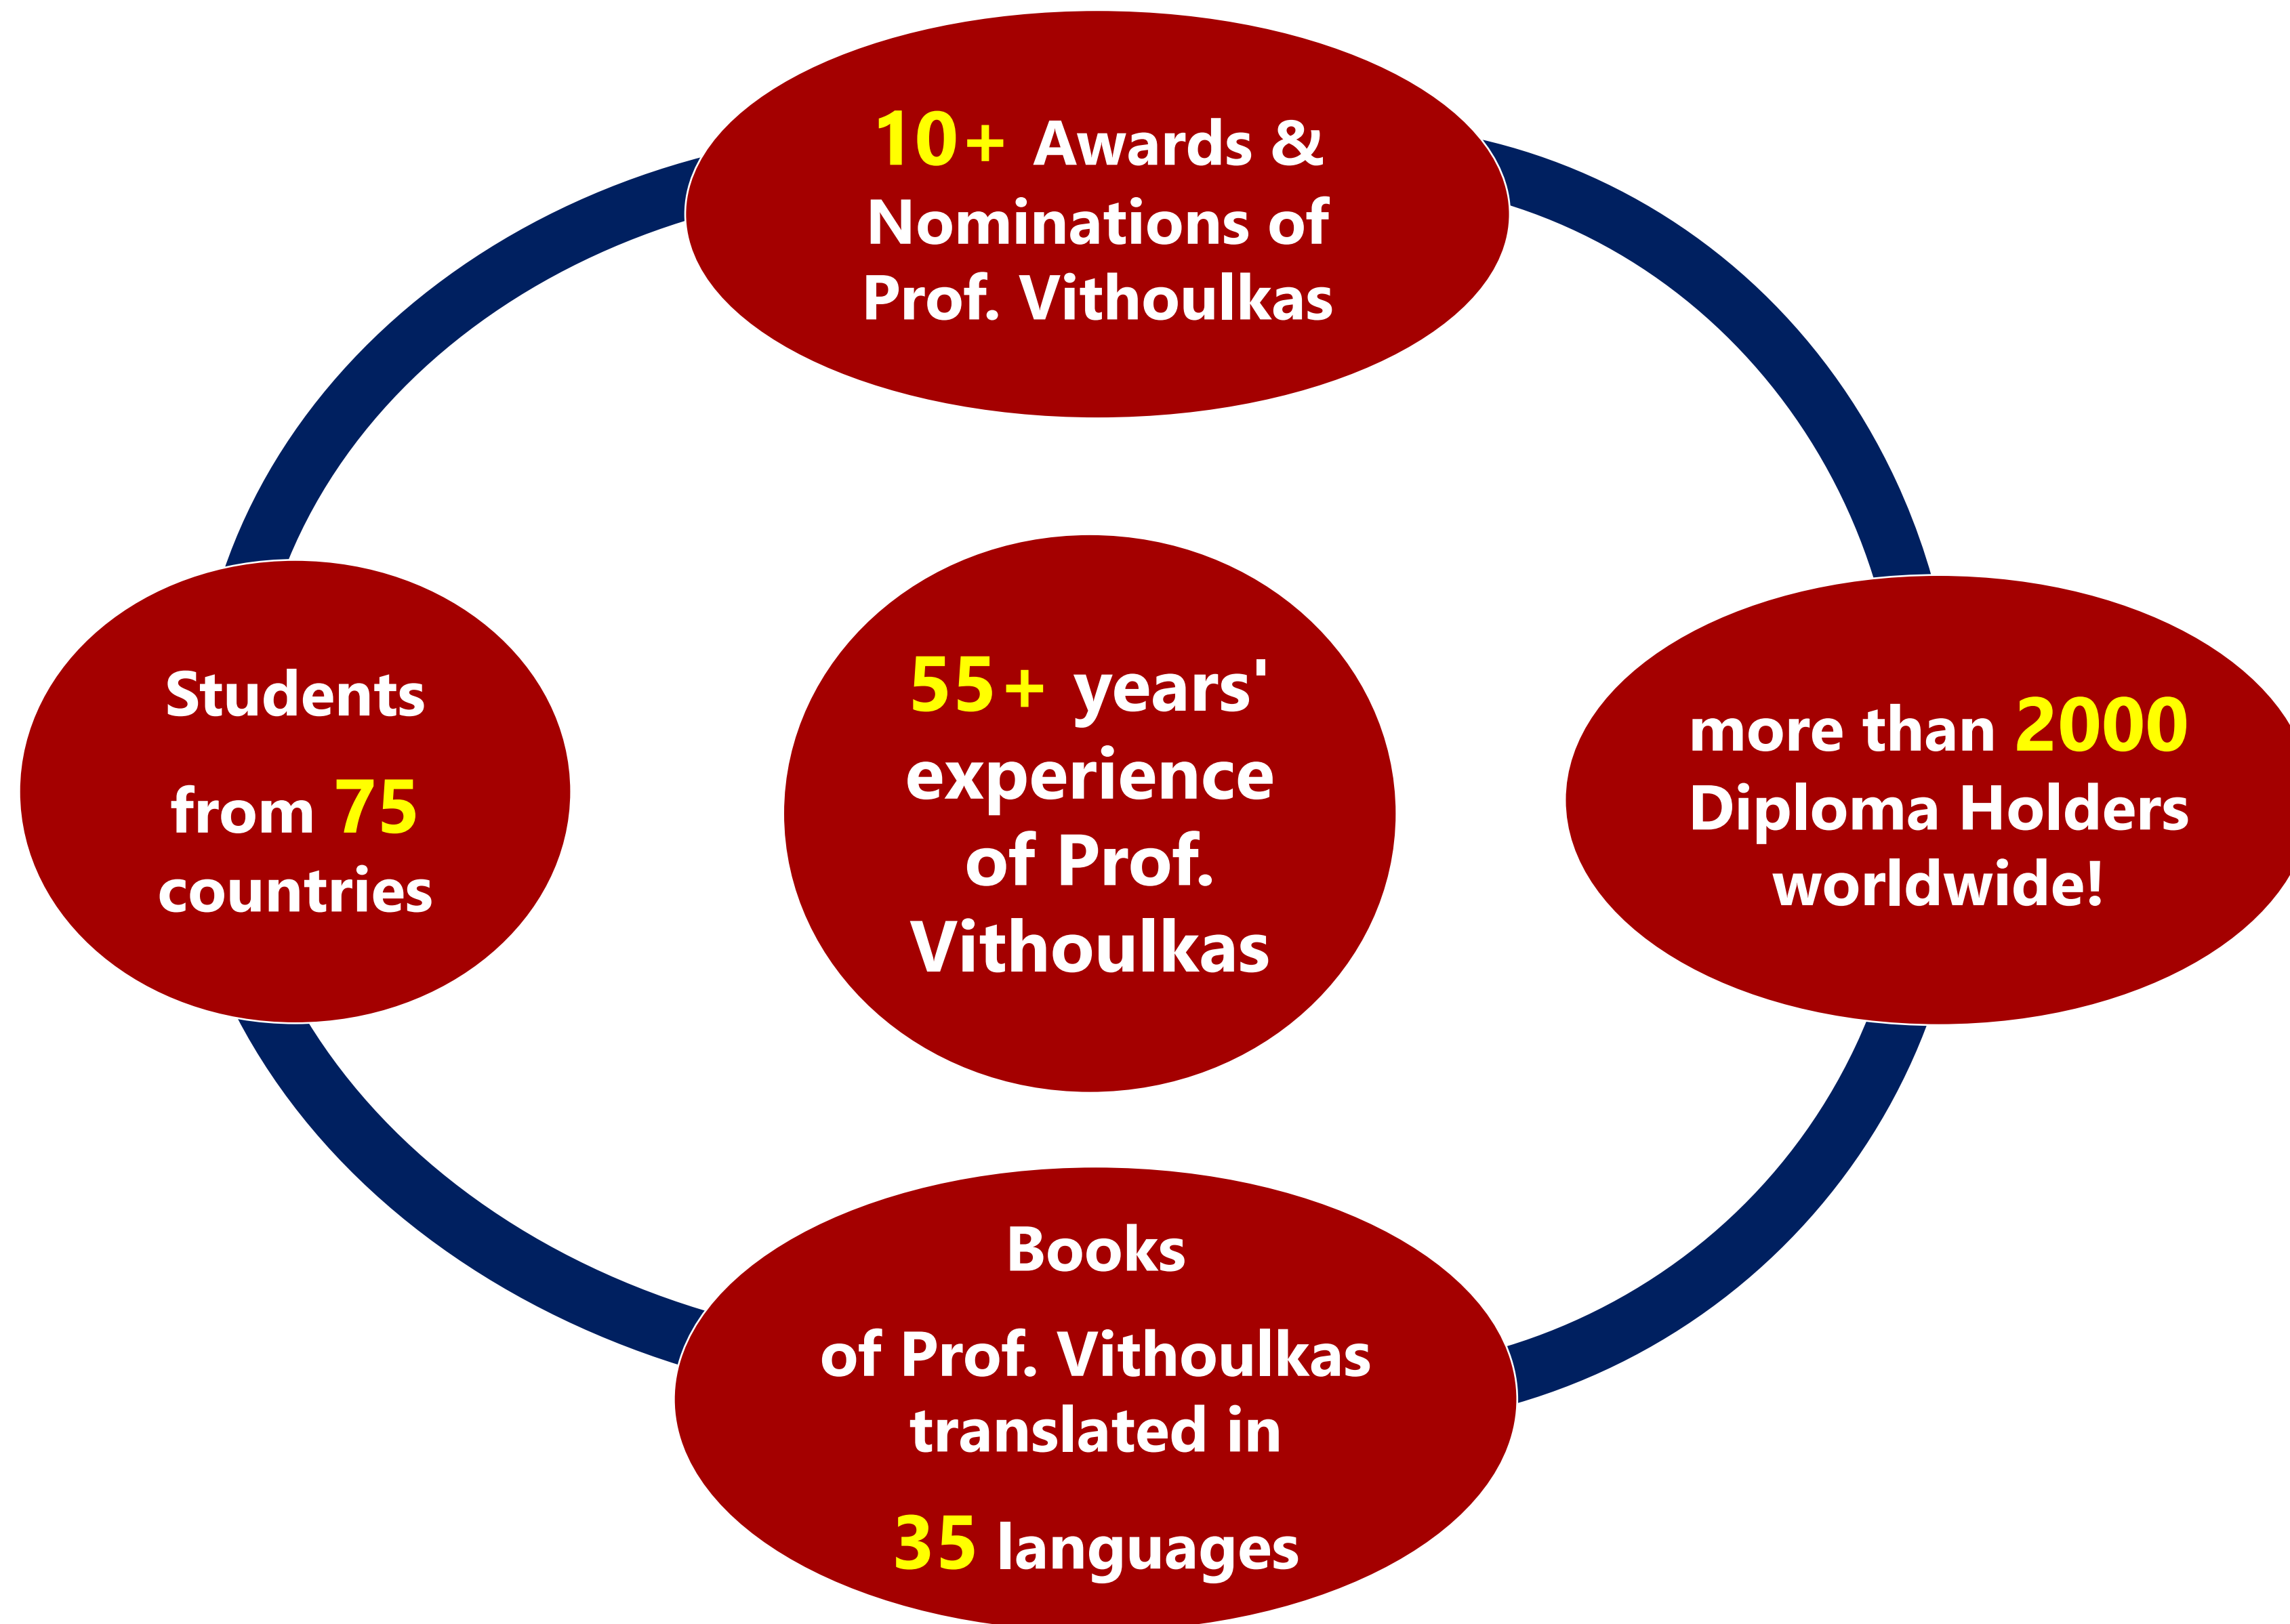 10+ Awards &
Nominations of
Prof. Vithoulkas
Students
from 75
countries
55+ years'
experience
of Prof.
Vithoulkas
more than 2000
Diploma Holders
worldwide!
Books
of Prof. Vithoulkas
translated in
35 languages